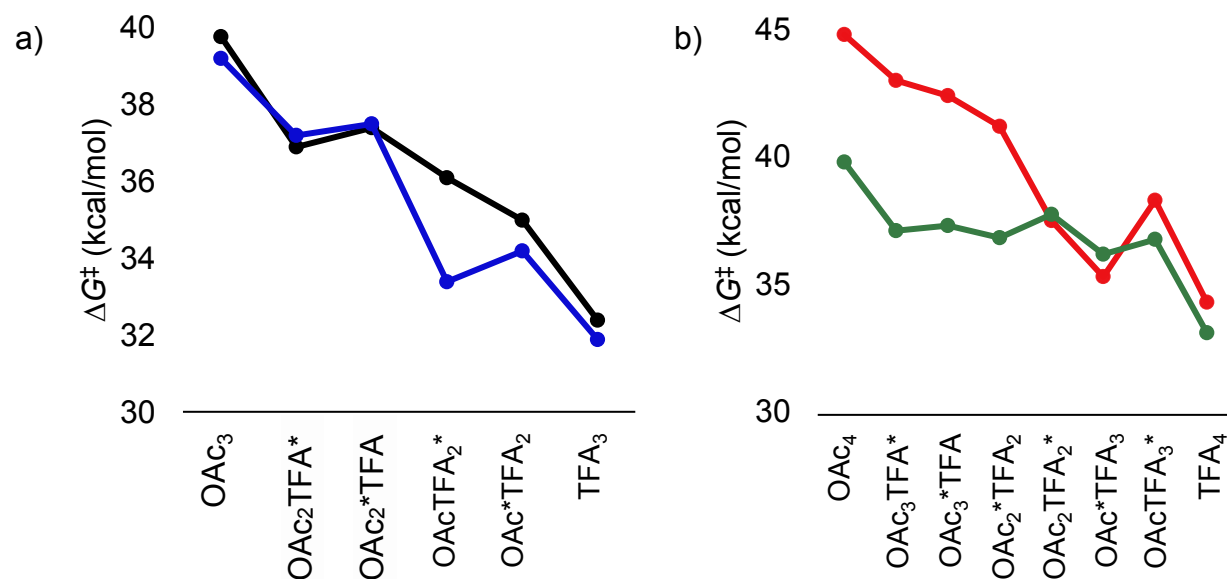 a)
ΔG‡ (kcal/mol)
40
38
36
34
32
30
OAc₃
OAc₂TFA*
OAc₂*TFA
OAcTFA₂*
OAc*TFA₂
TFA₃
b)
ΔG‡ (kcal/mol)
45
40
35
30
OAc₄
OAc₃TFA*
OAc₃*TFA
OAc₂*TFA₂
OAc₂TFA₂*
OAc*TFA₃
OAcTFA₃*
TFA₄